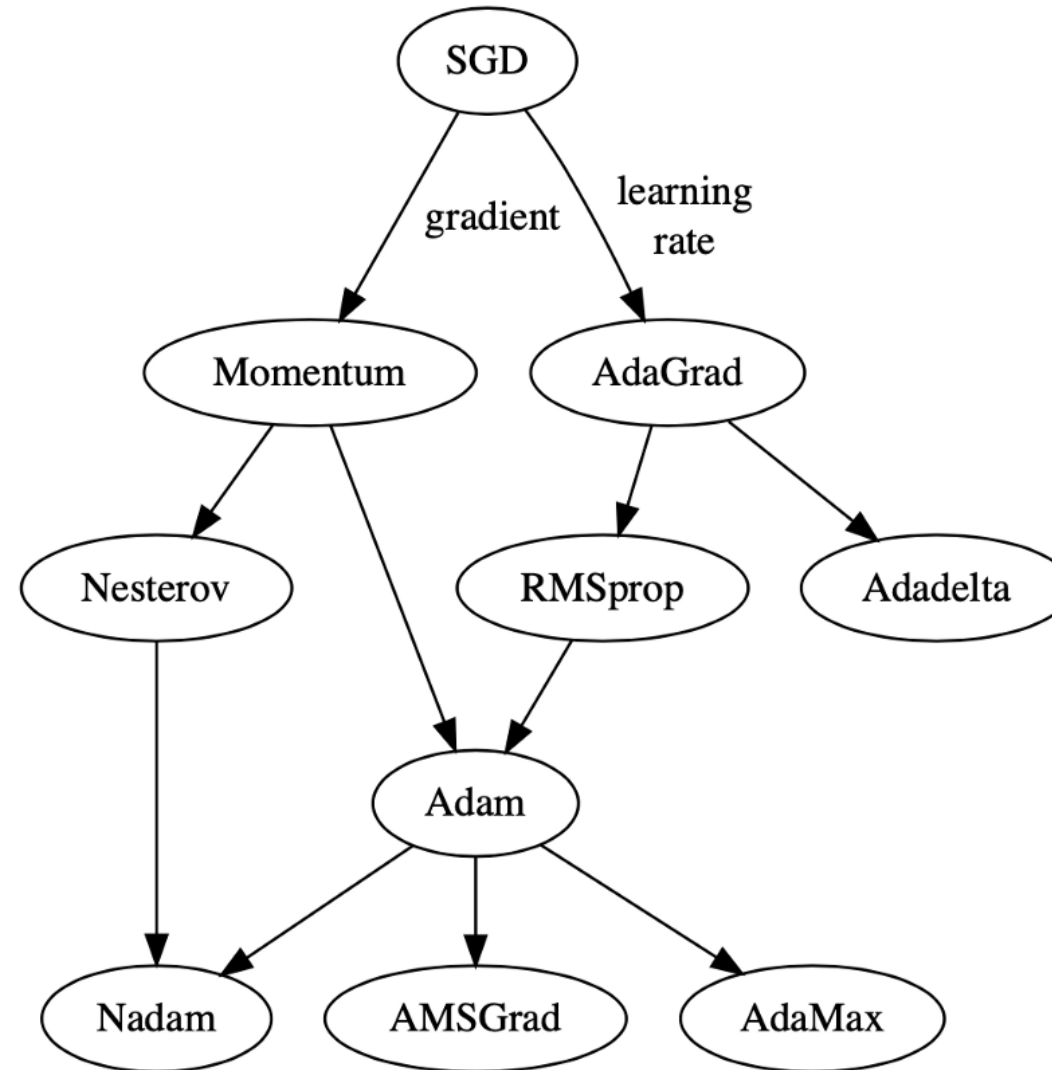 SGD
gradient
learning
rate
Momentum
AdaGrad
Nesterov
RMSprop
Adadelta
Adam
Nadam
AMSGrad
AdaMax